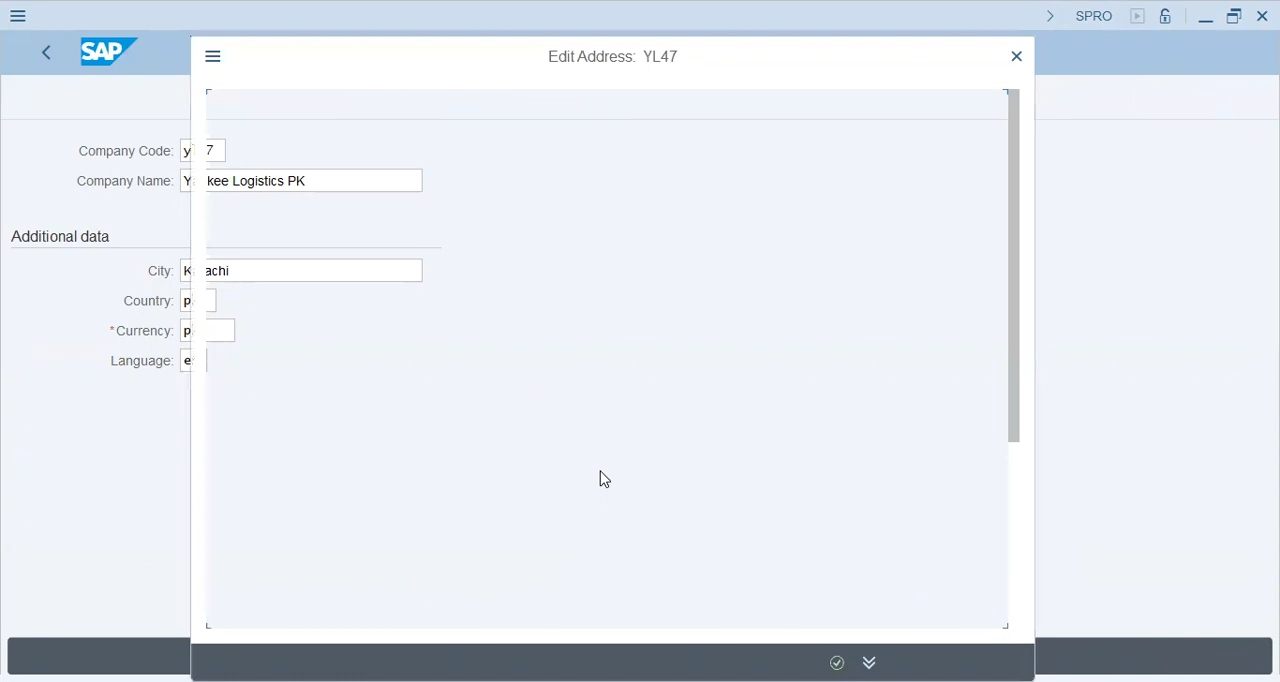 SPRO
SAP
Edit Address: YL47
Company Code: y 7
Company Name: Y kee Logistics PK
Additional data
City: K achi
Country: p
*Currency: p
Language: e